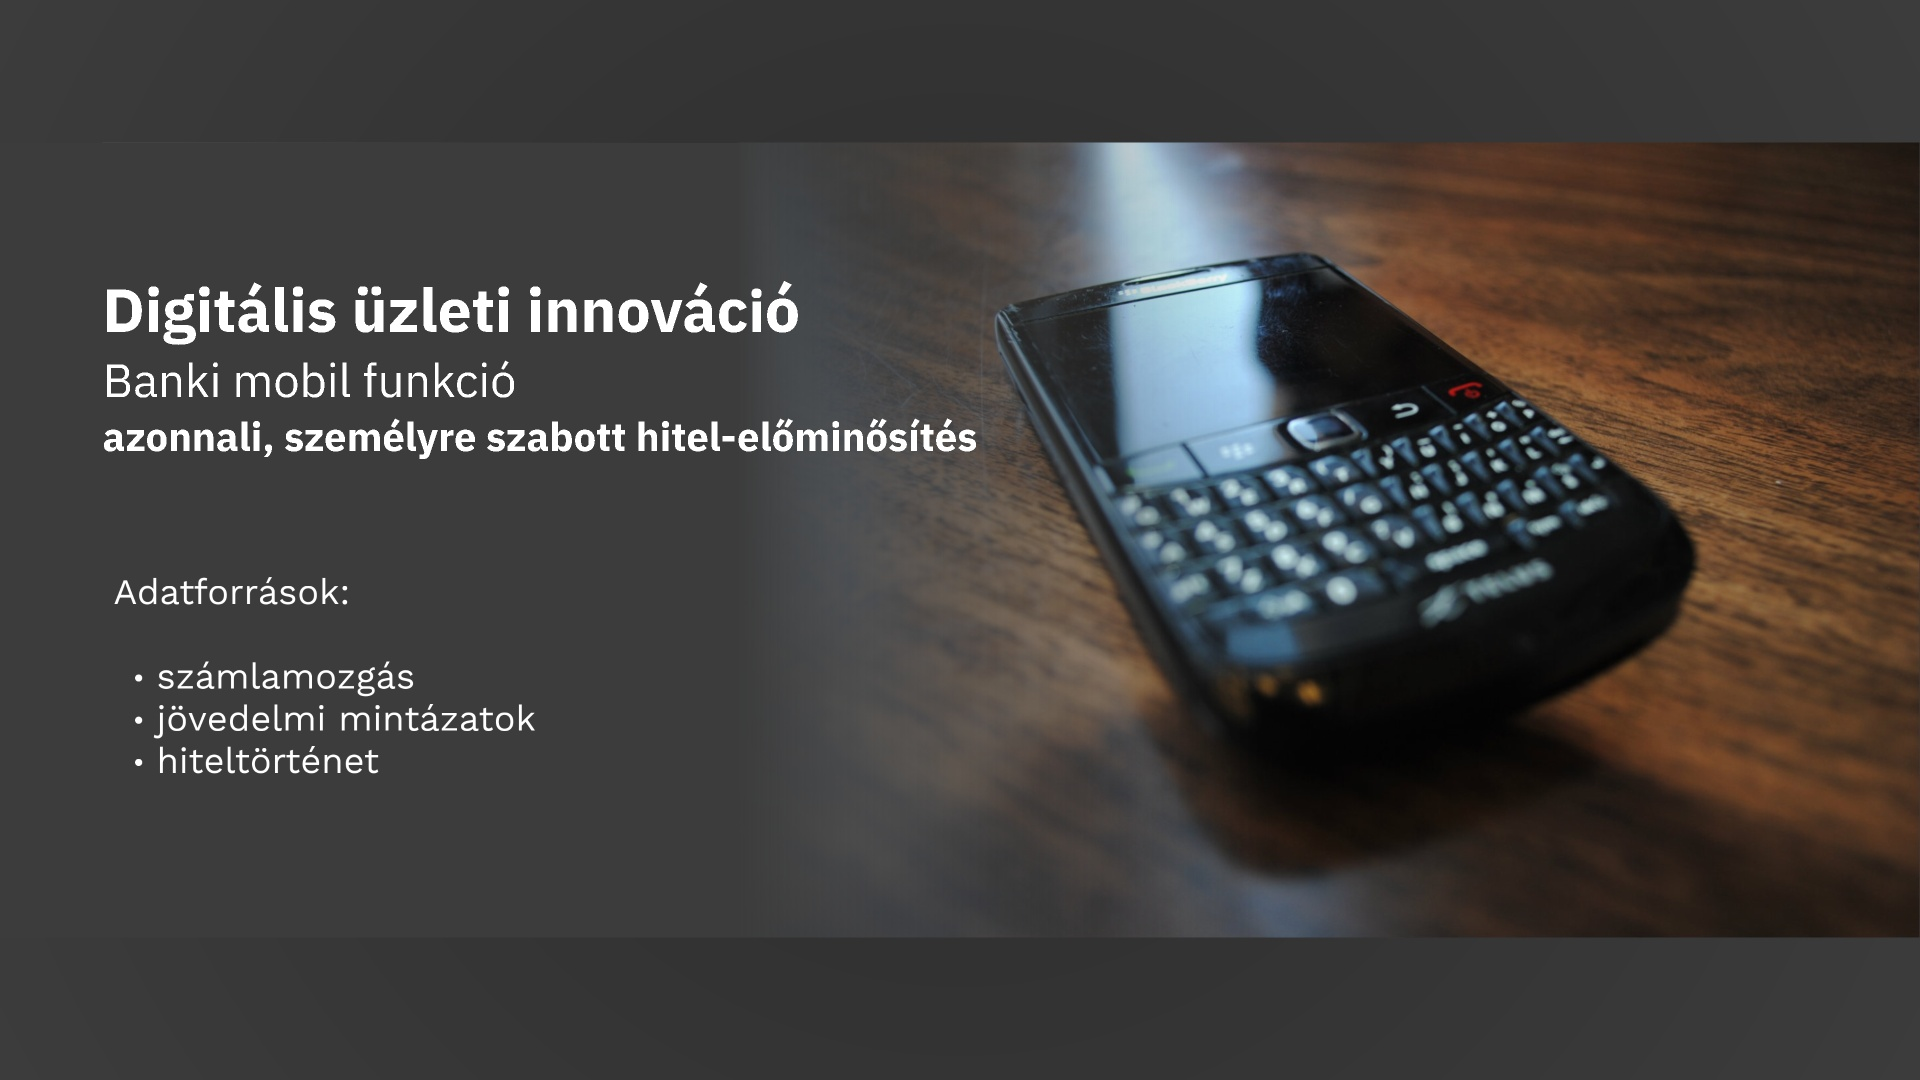 Digitális üzleti innováció
Banki mobil funkció
azonnali, személyre szabott hitel-előminősítés
Adatforrások:
• számlamozgás
• jövedelmi mintázatok
• hiteltörténet